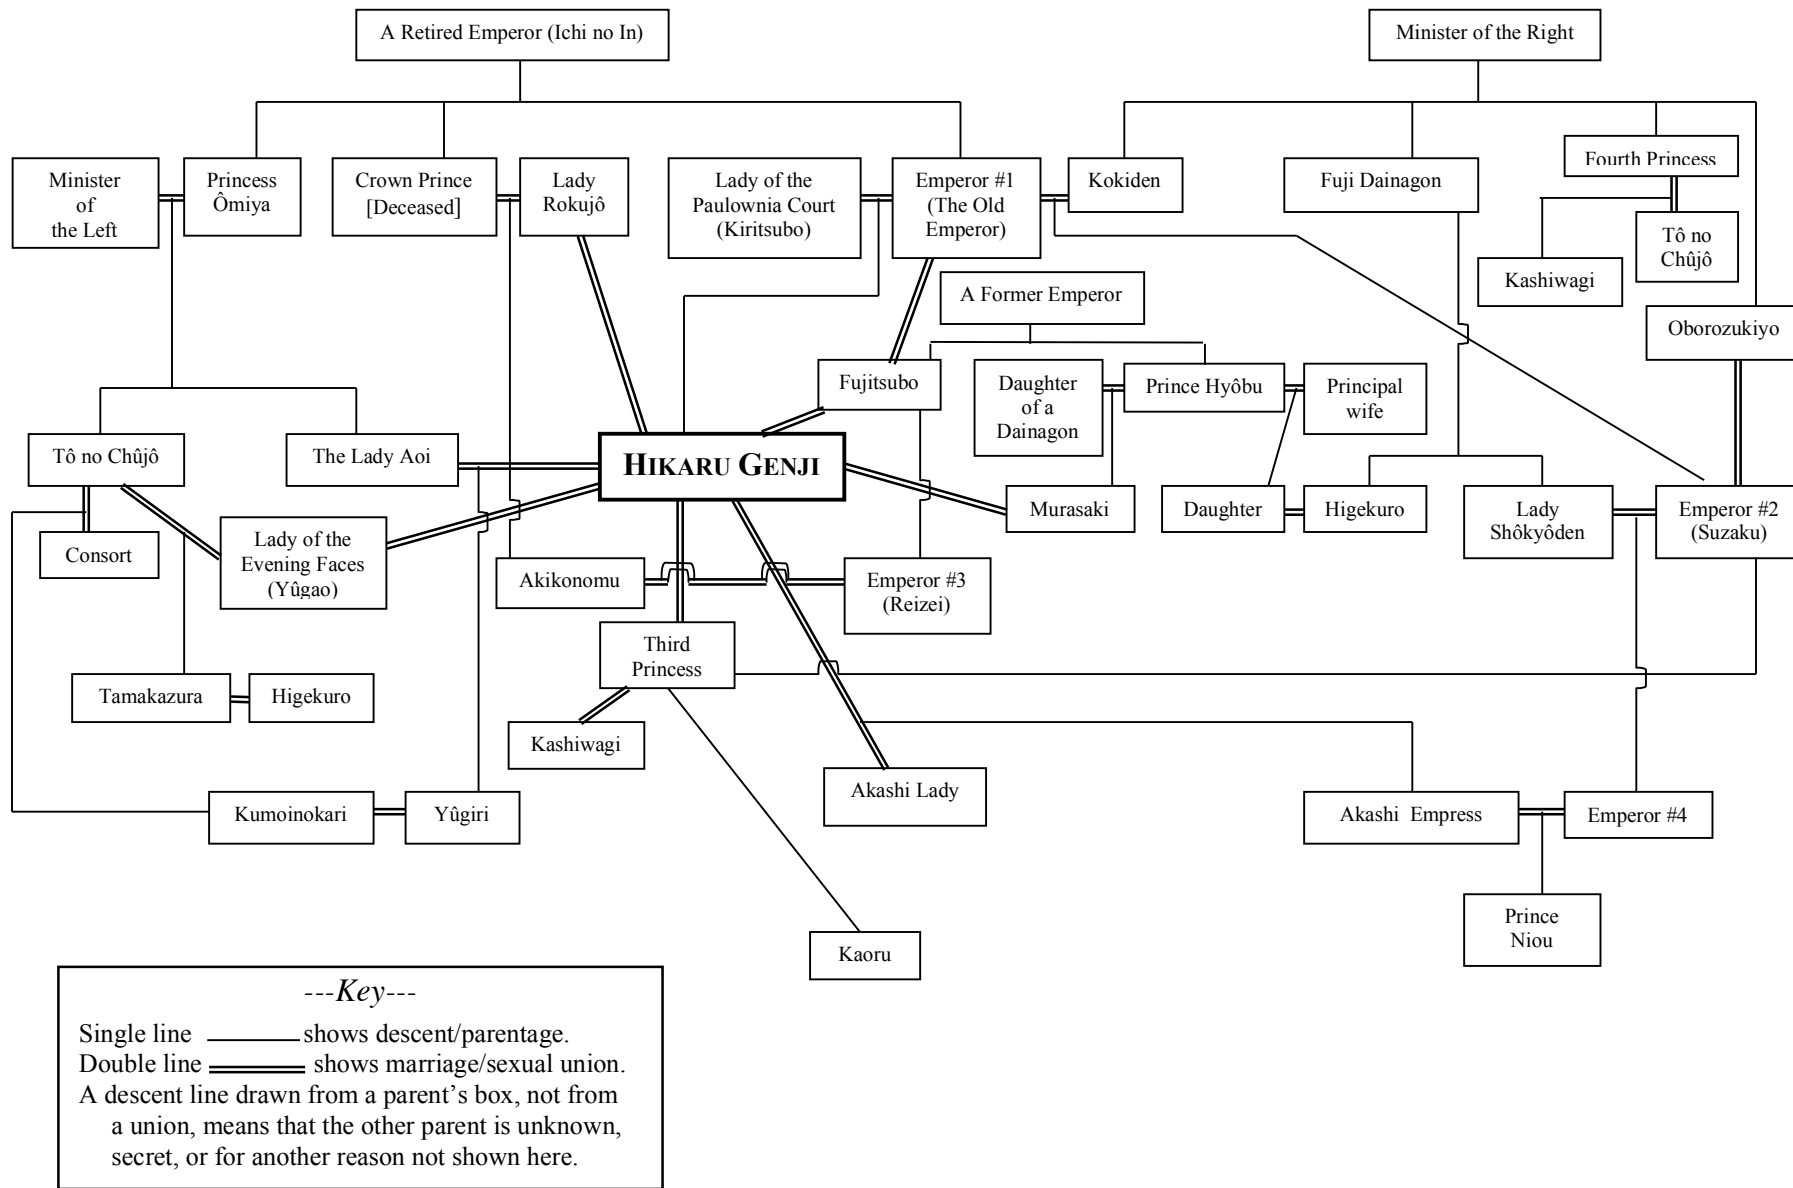 A Retired Emperor (Ichi no In)
Minister of the Right
Minister
of
the Left
Princess
Ômiya
Crown Prince
[Deceased]
Lady
Rokujô
Lady of the
Paulownia Court
(Kiritsubo)
Emperor #1
(The Old
Emperor)
Kokiden
Fuji Dainagon
Fourth Princess
Tô no
Chûjô
Kashiwagi
A Former Emperor
Oborozukiyo
Fujitsubo
Daughter
of a
Dainagon
Prince Hyôbu
Principal
wife
Tô no Chûjô
The Lady Aoi
HIKARU GENJI
Murasaki
Daughter
Higekuro
Lady
Shôkyôden
Emperor #2
(Suzaku)
Consort
Lady of the
Evening Faces
(Yûgao)
Akikonomu
Emperor #3
(Reizei)
Third
Princess
Tamakazura
Higekuro
Kashiwagi
Akashi Lady
Kumoinokari
Yûgiri
Akashi Empress
Emperor #4
Kaoru
Prince
Niou
---Key---
Single line shows descent/parentage.
Double line shows marriage/sexual union.
A descent line drawn from a parent’s box, not from
a union, means that the other parent is unknown,
secret, or for another reason not shown here.